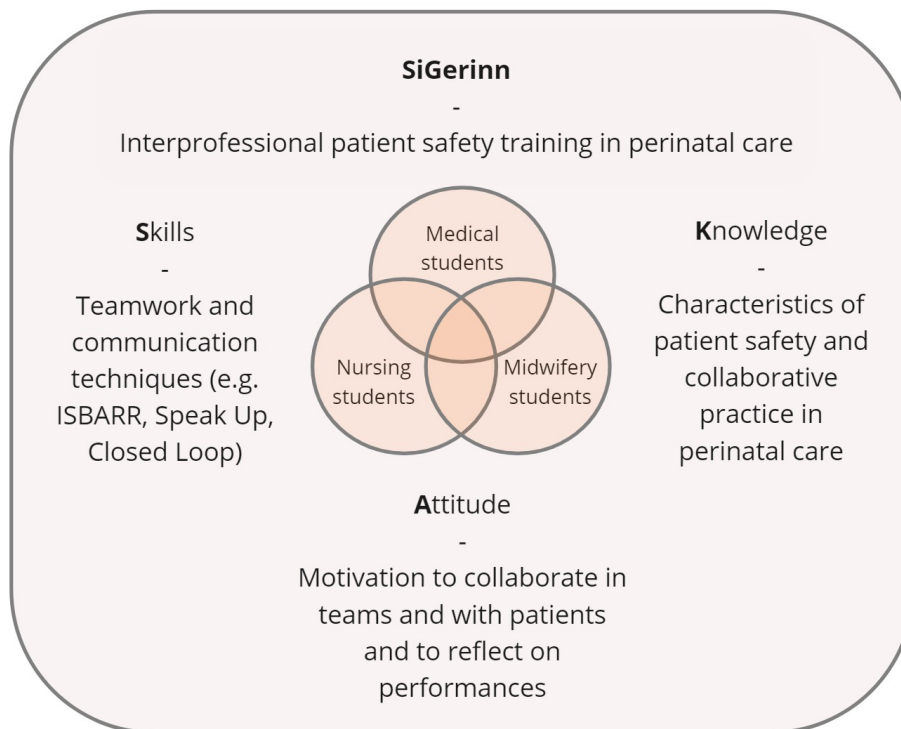 SiGerinn
-
Interprofessional patient safety training in perinatal care
Skills
-
Teamwork and
communication
techniques (e.g.
ISBARR, Speak Up,
Closed Loop)
Medical
students
Nursing
students
Midwifery
students
Knowledge
-
Characteristics of
patient safety and
collaborative
practice in
perinatal care
Attitude
-
Motivation to collaborate in
teams and with patients
and to reflect on
performances